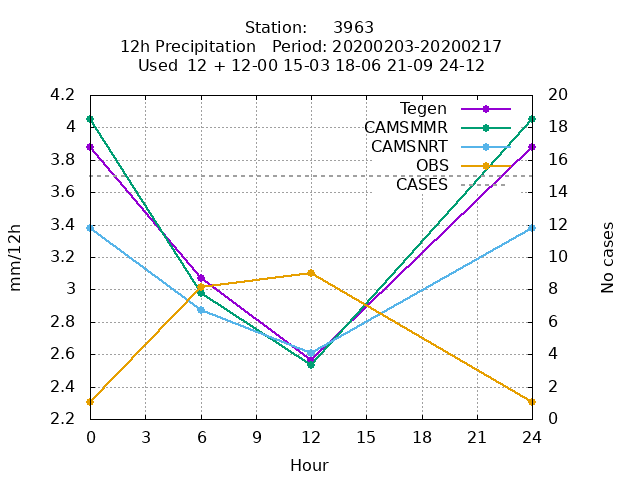 Station:     3963
12h Precipitation   Period: 20200203-20200217
Used  12 + 12-00 15-03 18-06 21-09 24-12
4.2
4
3.8
3.6
3.4
3.2
3
2.8
2.6
2.4
2.2
mm/12h
Tegen
CAMSMMR
CAMSNRT
OBS
CASES
20
18
16
14
12
10
8
6
4
2
0
No cases
0 3 6 9 12 15 18 21 24
Hour